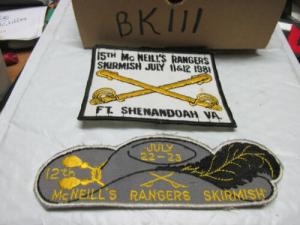 BK111
15TH McNEILL'S RANGERS
SKIRMISH JULY 11&12 1981
FT. SHENANDOAH VA.
JULY
22-23
12th
McNEILL'S RANGERS SKIRMISH